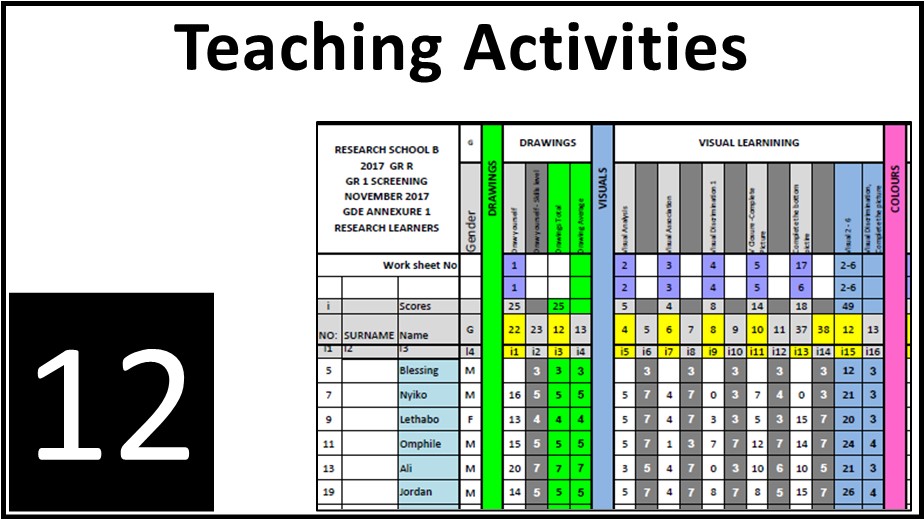 Teaching Activities
12
RESEARCH SCHOOL B
2017 GR R
GR 1 SCREENING
NOVEMBER 2017
GDE ANNEXURE 1
RESEARCH LEARNERS
G
Gender
DRAWINGS
DRAWINGS
Draw yourself
Draw yourself - Skills level
Drawings Total
Drawing Average
VISUALS
VISUAL LEARNINING
Visual Analysis
Visual Association
Visual Discrimination 1
V Closure -Complete
Picture
Complete the bottom
pictire
Visual 2 - 6
Visual Discrimination,
Complete the picture
COLOURS
Work sheet No 1 2 3 4 5 17 2-6
1 2 3 4 5 6 2-6
i Scores 25 25 5 4 8 14 18 49
NO: SURNAME Name G 22 23 12 13 4 5 6 7 8 9 10 11 37 38 12 13
i1 i2 i3 i4 i1 i2 i3 i4 i5 i6 i7 i8 i9 i10 i11 i12 i13 i14 i15 i16
5 Blessing M 3 3 3 3 3 3 3 3 12 3
7 Nyiko M 16 5 5 5 5 7 4 7 0 3 7 4 0 3 21 3
9 Lethabo F 13 4 4 4 5 7 4 7 0 3 5 3 15 7 20 3
11 Omphile M 15 5 5 5 5 7 1 3 7 7 12 7 14 7 24 4
13 Ali M 20 7 7 7 3 5 4 7 0 3 10 6 10 5 21 3
19 Jordan M 14 5 5 5 5 7 4 7 8 7 8 5 15 7 26 4